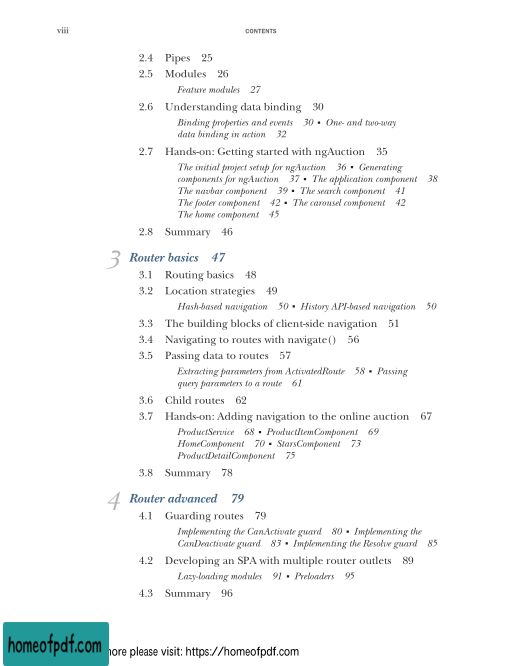 viii CONTENTS
2.4 Pipes 25
2.5 Modules 26
Feature modules 27
2.6 Understanding data binding 30
Binding properties and events 30 ▪ One- and two-way
data binding in action 32
2.7 Hands-on: Getting started with ngAuction 35
The initial project setup for ngAuction 36 ▪ Generating
components for ngAuction 37 ▪ The application component 38
The navbar component 39 ▪ The search component 41
The footer component 42 ▪ The carousel component 42
The home component 45
2.8 Summary 46
3 Router basics 47
3.1 Routing basics 48
3.2 Location strategies 49
Hash-based navigation 50 ▪ History API-based navigation 50
3.3 The building blocks of client-side navigation 51
3.4 Navigating to routes with navigate() 56
3.5 Passing data to routes 57
Extracting parameters from ActivatedRoute 58 ▪ Passing
query parameters to a route 61
3.6 Child routes 62
3.7 Hands-on: Adding navigation to the online auction 67
ProductService 68 ▪ ProductItemComponent 69
HomeComponent 70 ▪ StarsComponent 73
ProductDetailComponent 75
3.8 Summary 78
4 Router advanced 79
4.1 Guarding routes 79
Implementing the CanActivate guard 80 ▪ Implementing the
CanDeactivate guard 83 ▪ Implementing the Resolve guard 85
4.2 Developing an SPA with multiple router outlets 89
Lazy-loading modules 91 ▪ Preloaders 95
4.3 Summary 96
homeofpdf.com
more please visit: https://homeofpdf.com